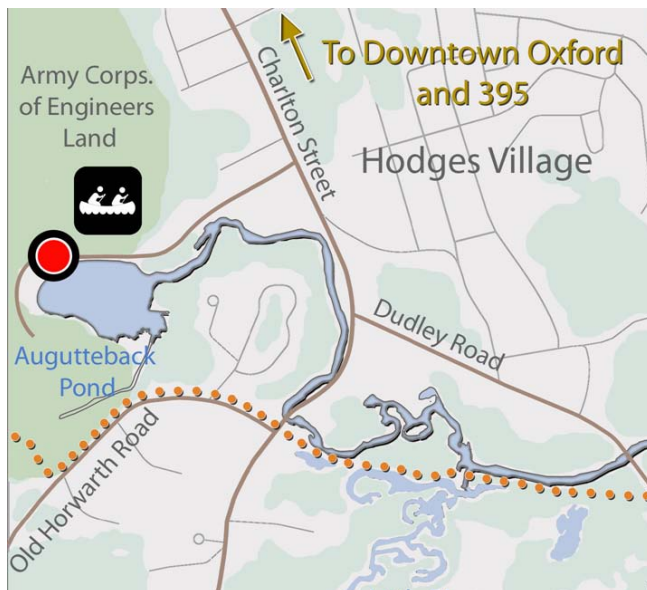 To Downtown Oxford
and 395
Army Corps.
of Engineers
Land
Charlton Street
Hodges Village
Dudley Road
Augutteback
Pond
Old Horwarth Road